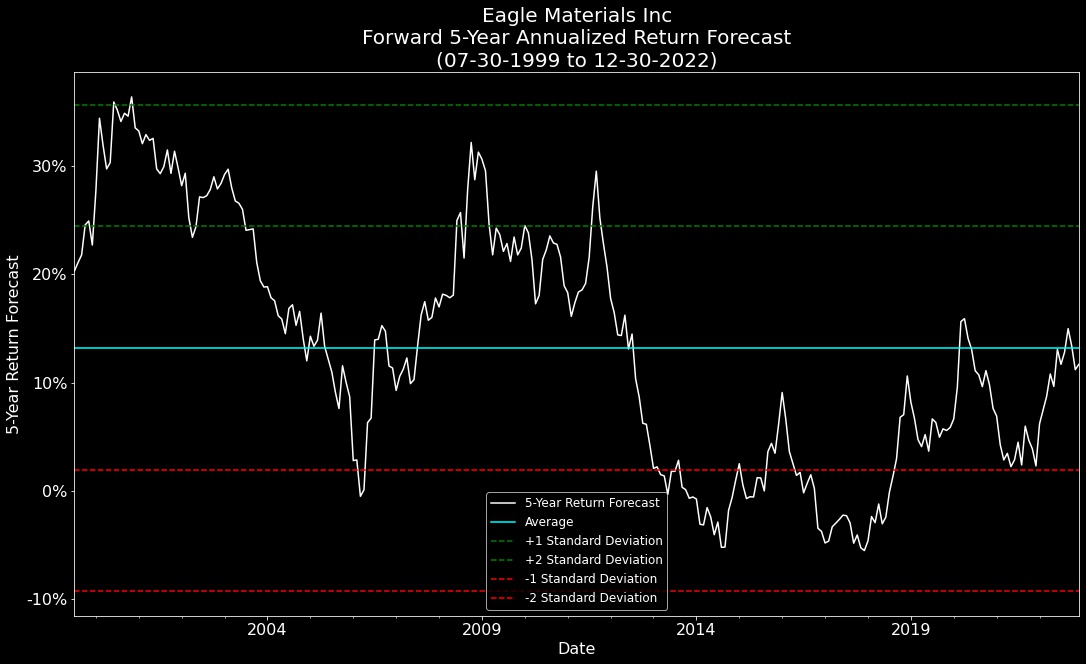 Eagle Materials Inc
Forward 5-Year Annualized Return Forecast
(07-30-1999 to 12-30-2022)
5-Year Return Forecast
30%
20%
10%
0%
-10%
5-Year Return Forecast
Average
+1 Standard Deviation
+2 Standard Deviation
-1 Standard Deviation
-2 Standard Deviation
2004
2009
2014
2019
Date